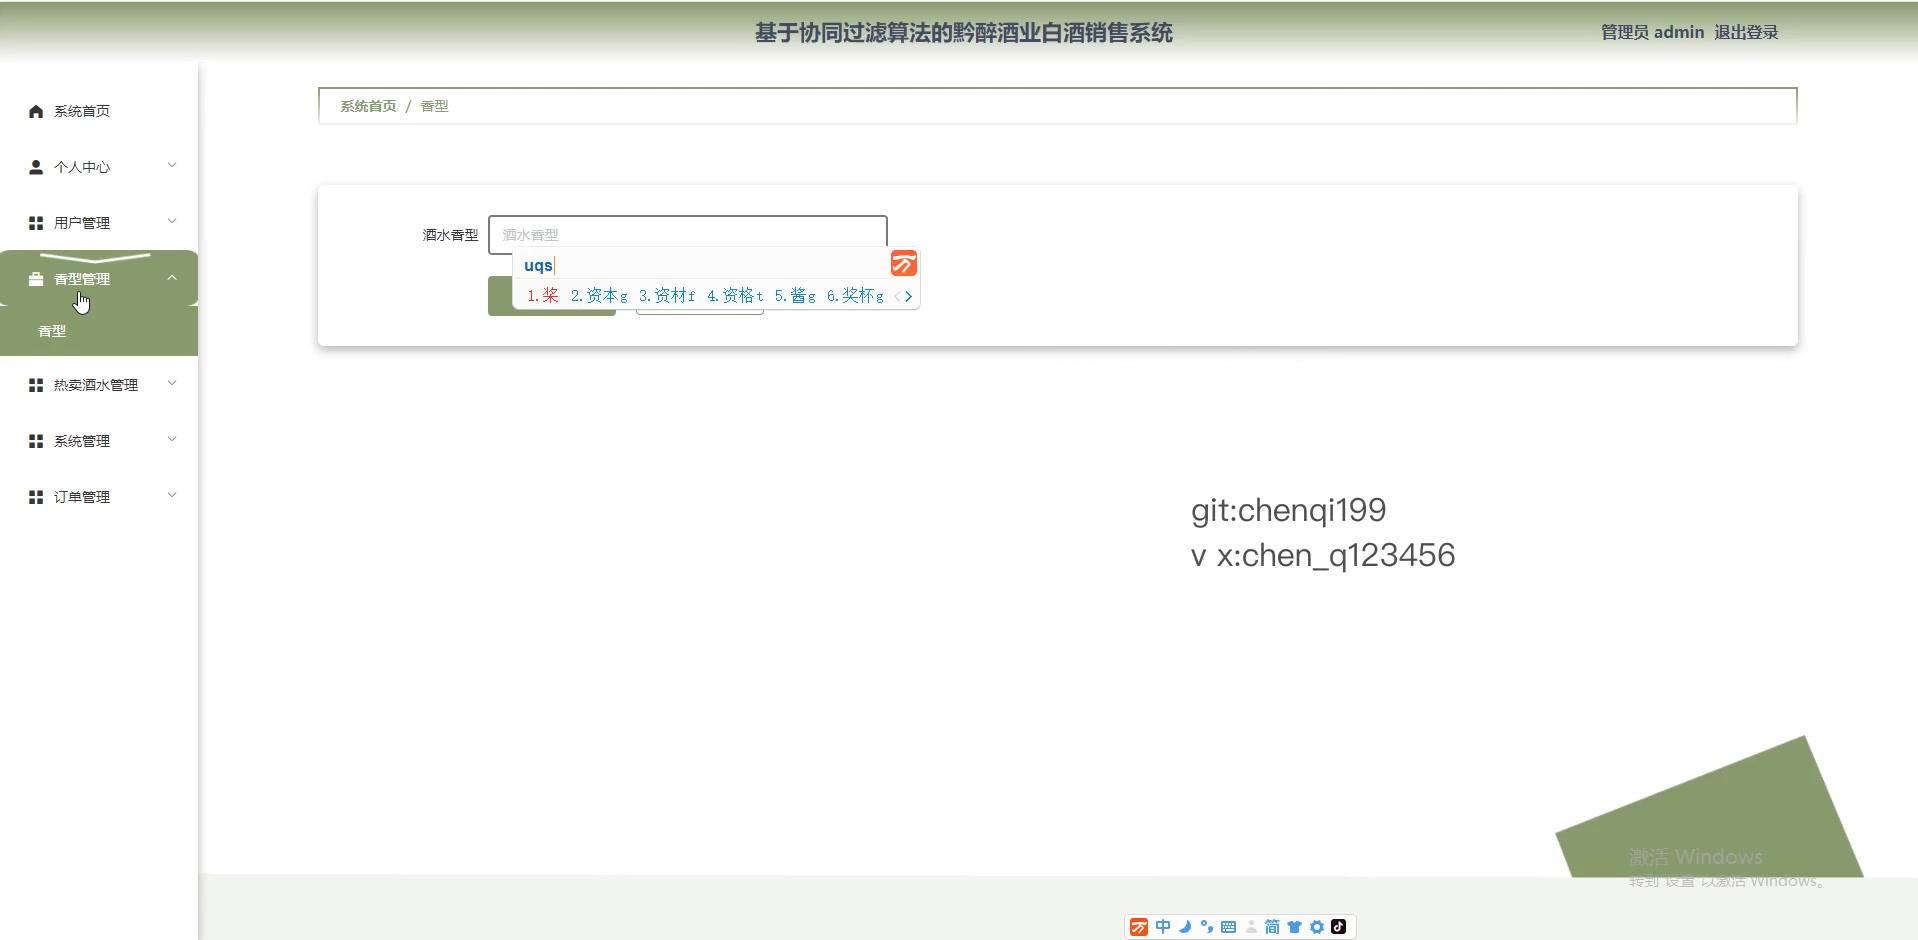 基于协同过滤算法的黔醉酒业白酒销售系统
管理员 admin 退出登录
系统首页
个人中心
用户管理
香型管理
香型
热卖酒水管理
系统管理
订单管理
系统首页 / 香型
酒水香型 酒水香型
uqs
1.桨 2.资本g 3.资材f 4.资格t 5.酱g 6.奖杯g
git:chenqi199
v x:chen_q123456
激活 Windows
转到"设置"以激活 Windows。
中 简